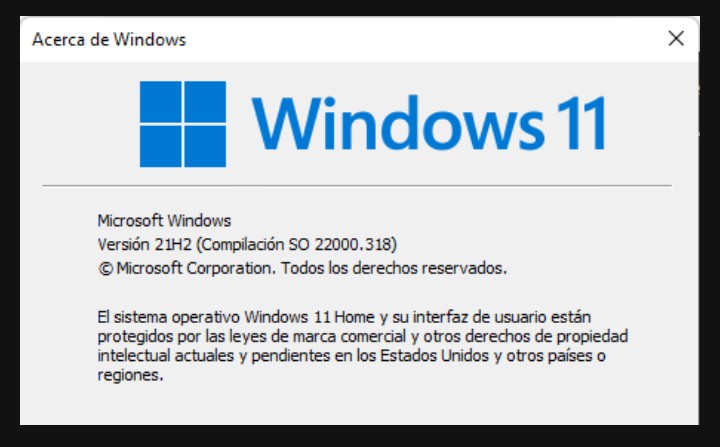 Acerca de Windows
Windows 11
Microsoft Windows
Versión 21H2 (Compilación SO 22000.318)
© Microsoft Corporation. Todos los derechos reservados.
El sistema operativo Windows 11 Home y su interfaz de usuario están
protegidos por las leyes de marca comercial y otros derechos de propiedad
intelectual actuales y pendientes en los Estados Unidos y otros países o
regiones.